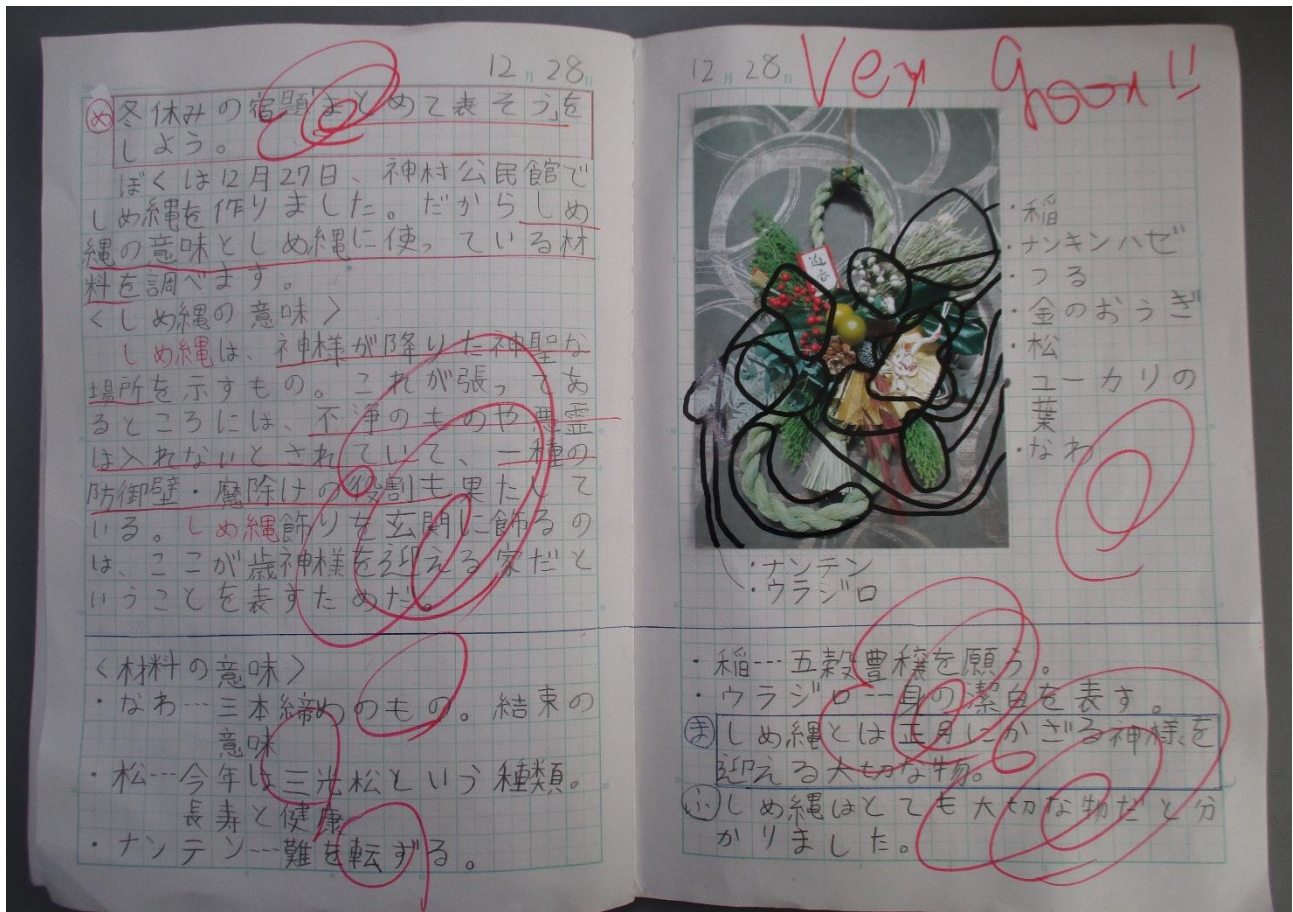 12月28日
め 冬休みの宿題「まとめて表そう」を
しよう。
ぼくは12月27日、神村公民館で
しめ縄を作りました。だからしめ
縄の意味としめ縄に使っている材
料を調べます。
〈しめ縄の意味〉
しめ縄は、神様が降りた神聖な
場所を示すもの。これが張ってあ
るところには、不浄のものや悪霊
は入れないとされていて、一種の
防御壁・魔除けの役割も果たして
いる。しめ縄飾りを玄関に飾るの
は、ここが歳神様を迎える家だと
いうことを表すためだ。
〈材料の意味〉
・なわ…三本締めのもの。結束の
意味
・松…今年は三光松という種類。
長寿と健康
・ナンテン…難を転ずる。
12月28日
Very Good!!
迎春
・稲
・ナンキンハゼ
・つる
・金のおうぎ
・松
ユーカリの
葉
・なわ
・ナンテン
・ウラジロ
・稲…五穀豊穣を願う。
・ウラジロー身の潔白を表す。
ま しめ縄とは正月にかざる神様を
迎える大切な物。
ふ しめ縄はとても大切な物だと分
かりました。